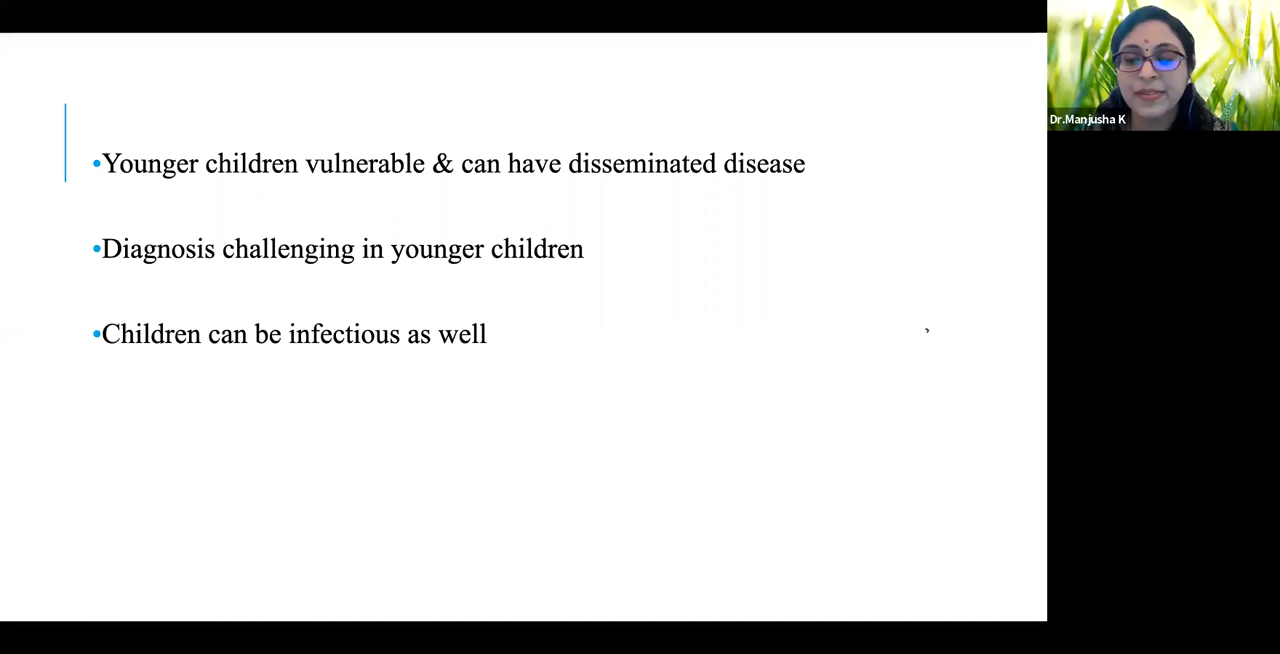 •Younger children vulnerable & can have disseminated disease
•Diagnosis challenging in younger children
•Children can be infectious as well
Dr.Manjusha K